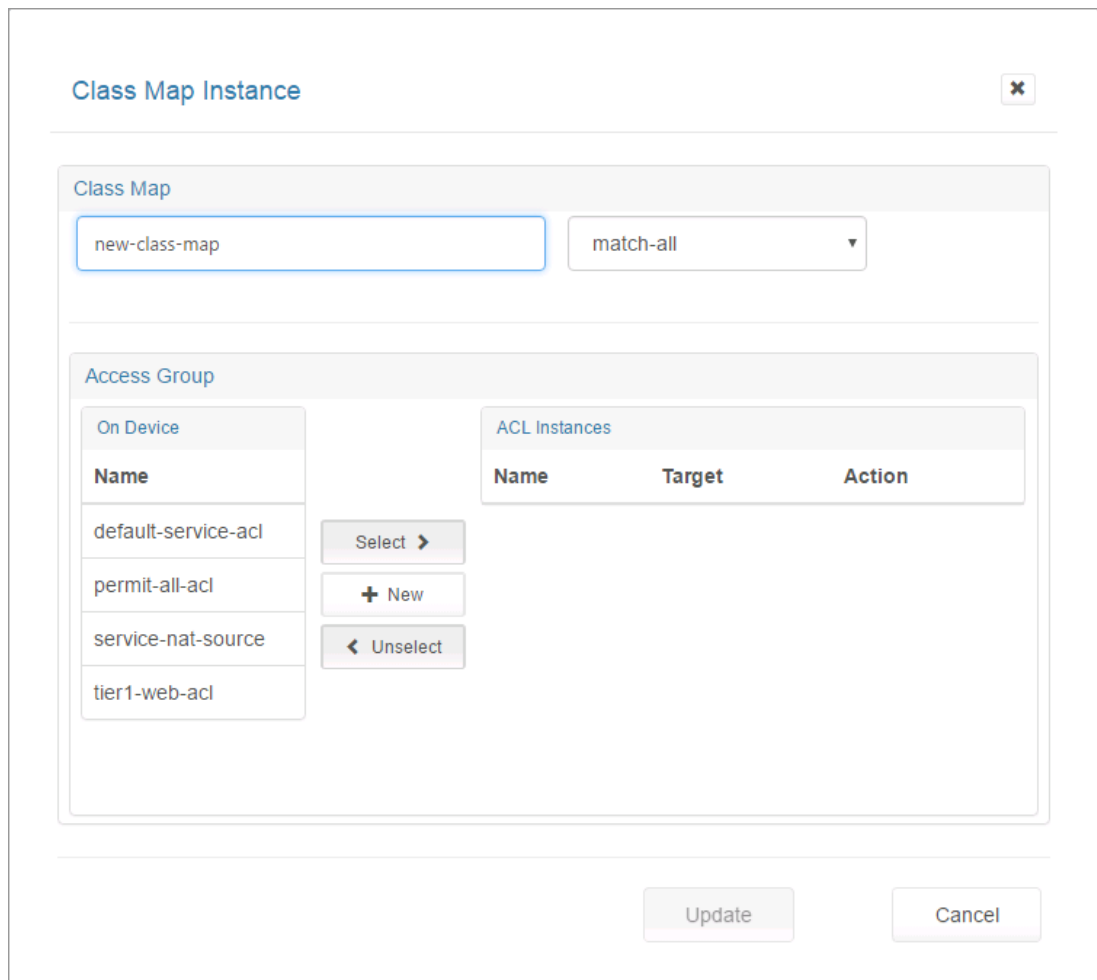 Class Map Instance
Class Map
new-class-map
match-all
Access Group
On Device
ACL Instances
Name
Name Target Action
default-service-acl
permit-all-acl
service-nat-source
tier1-web-acl
Select
New
Unselect
Update
Cancel